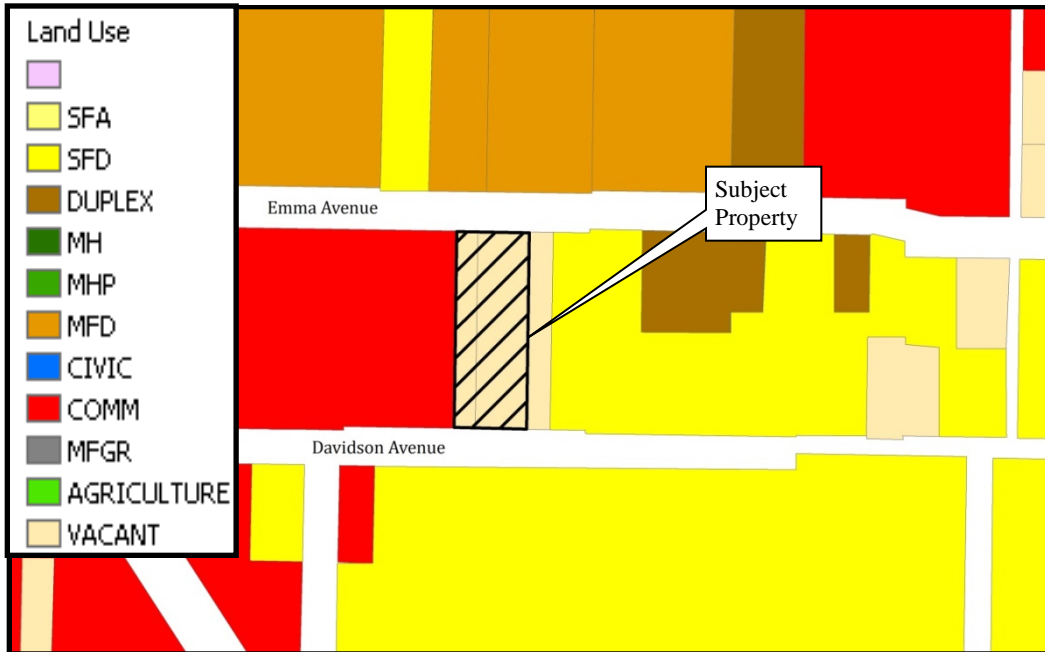 Land Use
SFA
SFD
DUPLEX
MH
MHP
MFD
CIVIC
COMM
MFGR
AGRICULTURE
VACANT
Subject
Property
Emma Avenue
Davidson Avenue